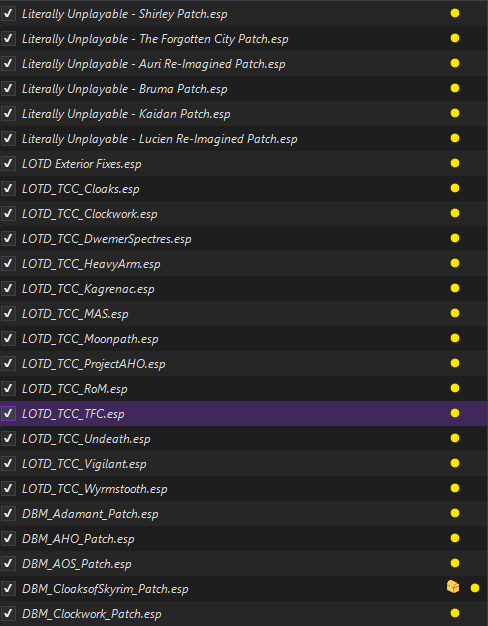 Literally Unplayable - Shirley Patch.esp
Literally Unplayable - The Forgotten City Patch.esp
Literally Unplayable - Auri Re-Imagined Patch.esp
Literally Unplayable - Bruma Patch.esp
Literally Unplayable - Kaidan Patch.esp
Literally Unplayable - Lucien Re-Imagined Patch.esp
LOTD Exterior Fixes.esp
LOTD_TCC_Cloaks.esp
LOTD_TCC_Clockwork.esp
LOTD_TCC_DwemerSpectres.esp
LOTD_TCC_HeavyArm.esp
LOTD_TCC_Kagrenac.esp
LOTD_TCC_MAS.esp
LOTD_TCC_Moonpath.esp
LOTD_TCC_ProjectAHO.esp
LOTD_TCC_RoM.esp
LOTD_TCC_TFC.esp
LOTD_TCC_Undeath.esp
LOTD_TCC_Vigilant.esp
LOTD_TCC_Wyrmstooth.esp
DBM_Adamant_Patch.esp
DBM_AHO_Patch.esp
DBM_AOS_Patch.esp
DBM_CloaksofSkyrim_Patch.esp
DBM_Clockwork_Patch.esp